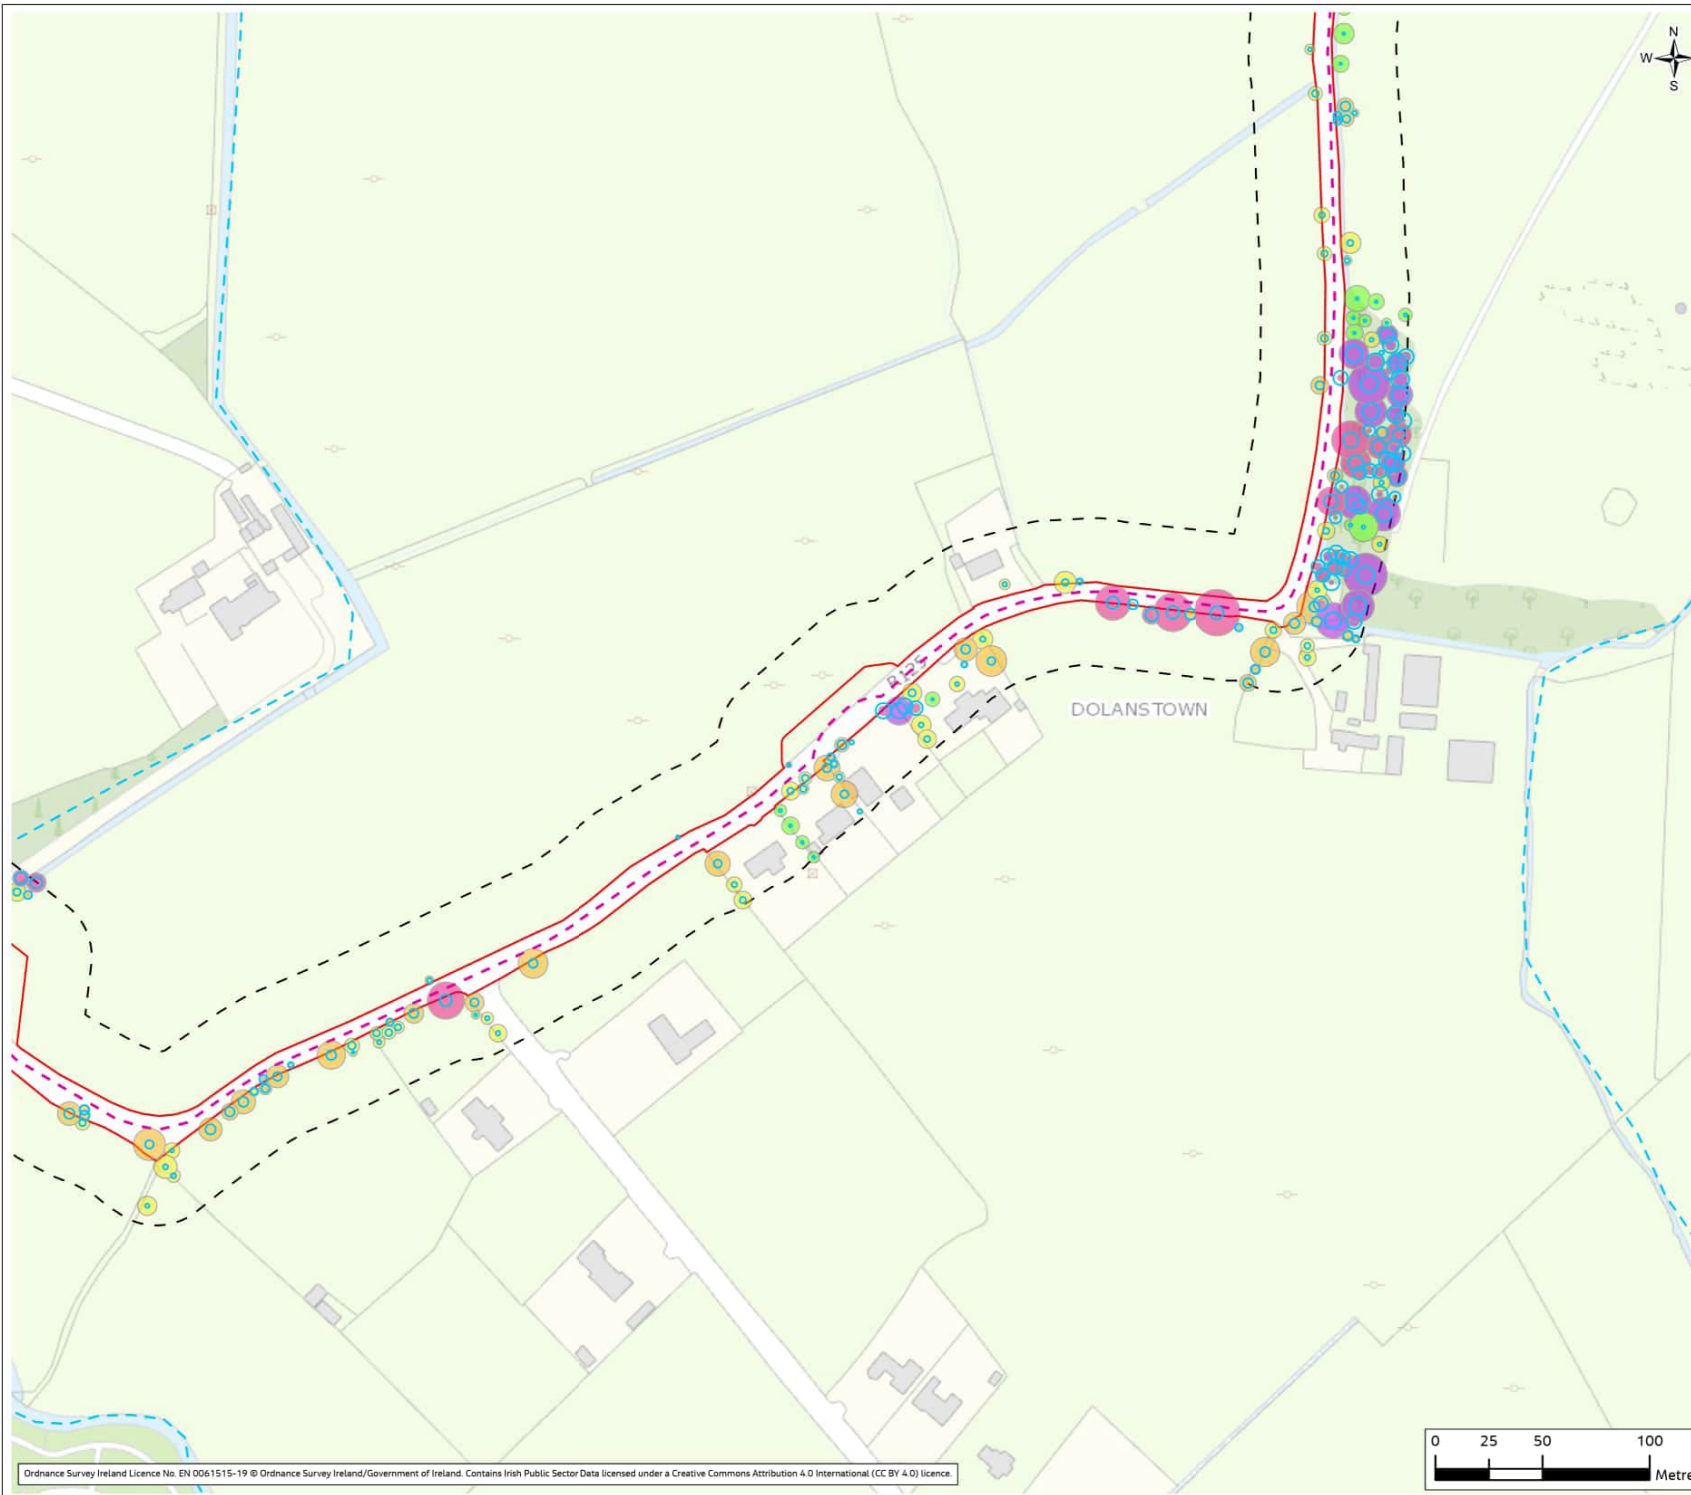 N
W
S
R125
DOLANSTOWN
0 25 50 100
Metre
Ordnance Survey Ireland Licence No. EN 0061515-19 © Ordnance Survey Ireland/Government of Ireland. Contains Irish Public Sector Data licensed under a Creative Commons Attribution 4.0 International (CC BY 4.0) licence.